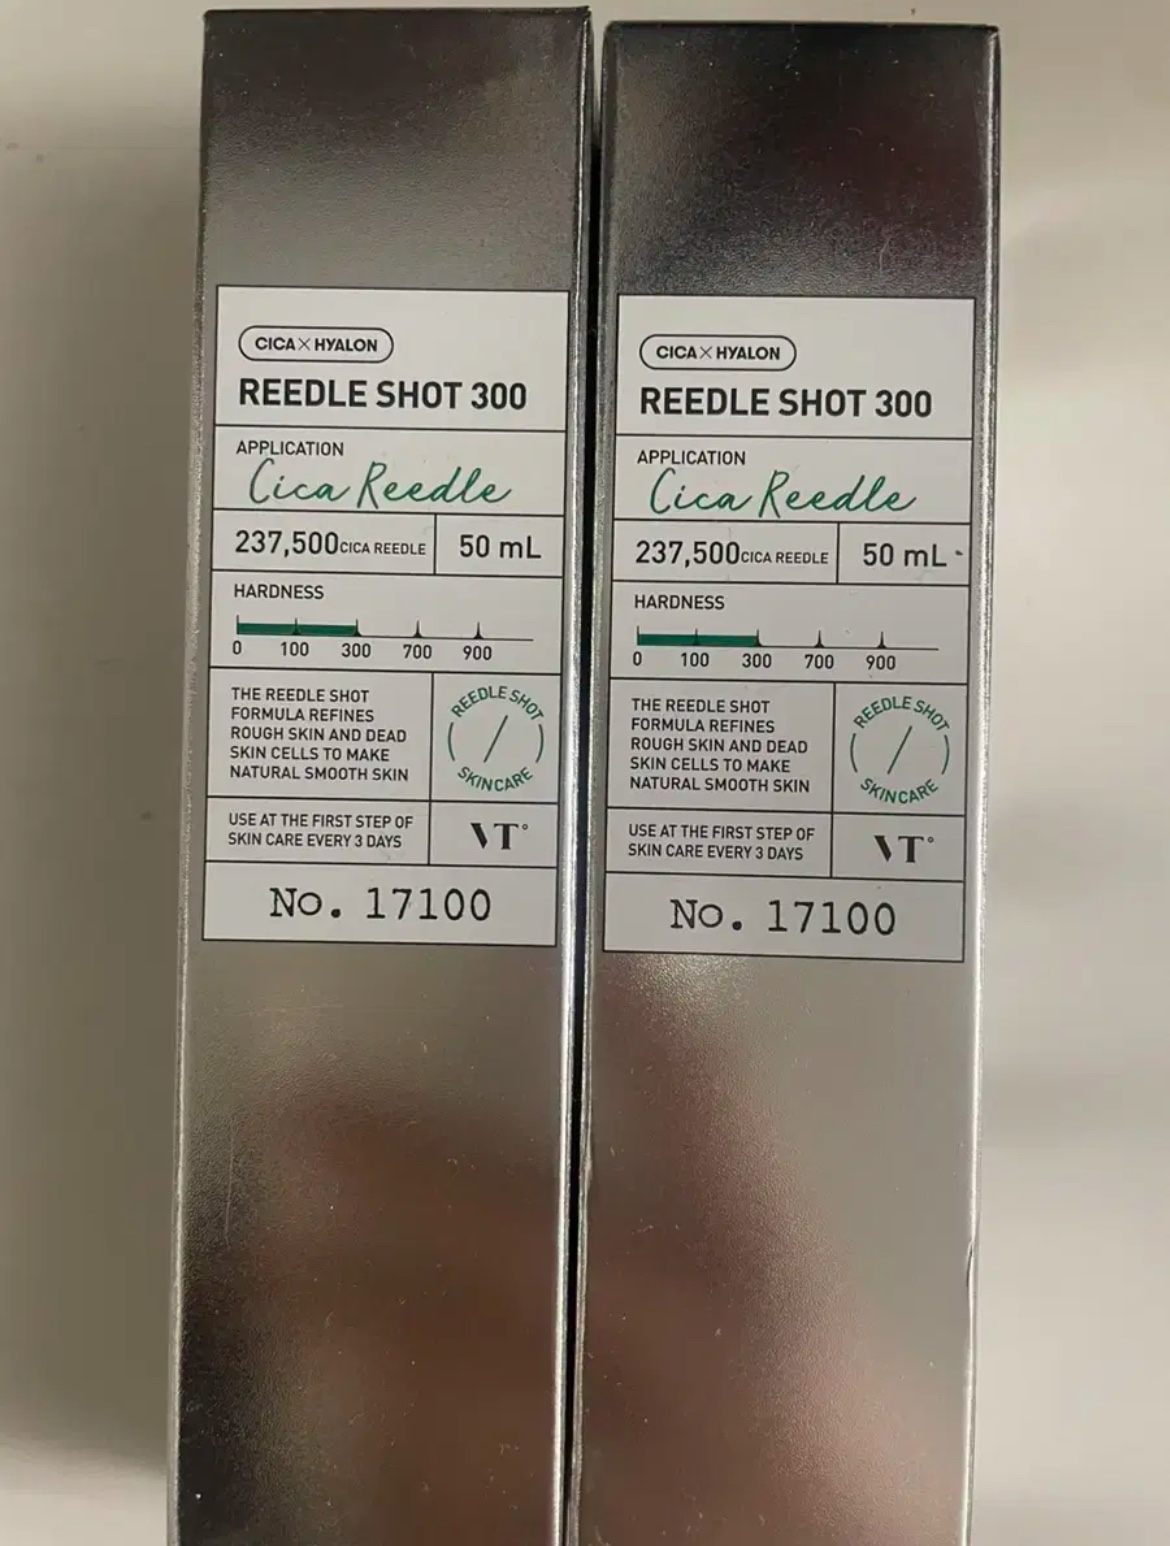 CICA×HYALON
REEDLE SHOT 300
APPLICATION
Cica Reedle
237,500 CICA REEDLE
50 mL
HARDNESS
0 100 300 700 900
THE REEDLE SHOT
FORMULA REFINES
ROUGH SKIN AND DEAD
SKIN CELLS TO MAKE
NATURAL SMOOTH SKIN
REEDLE SHOT
SKINCARE
USE AT THE FIRST STEP OF
SKIN CARE EVERY 3 DAYS
VT°
No. 17100
CICA×HYALON
REEDLE SHOT 300
APPLICATION
Cica Reedle
237,500 CICA REEDLE
50 mL
HARDNESS
0 100 300 700 900
THE REEDLE SHOT
FORMULA REFINES
ROUGH SKIN AND DEAD
SKIN CELLS TO MAKE
NATURAL SMOOTH SKIN
REEDLE SHOT
SKINCARE
USE AT THE FIRST STEP OF
SKIN CARE EVERY 3 DAYS
VT°
No. 17100